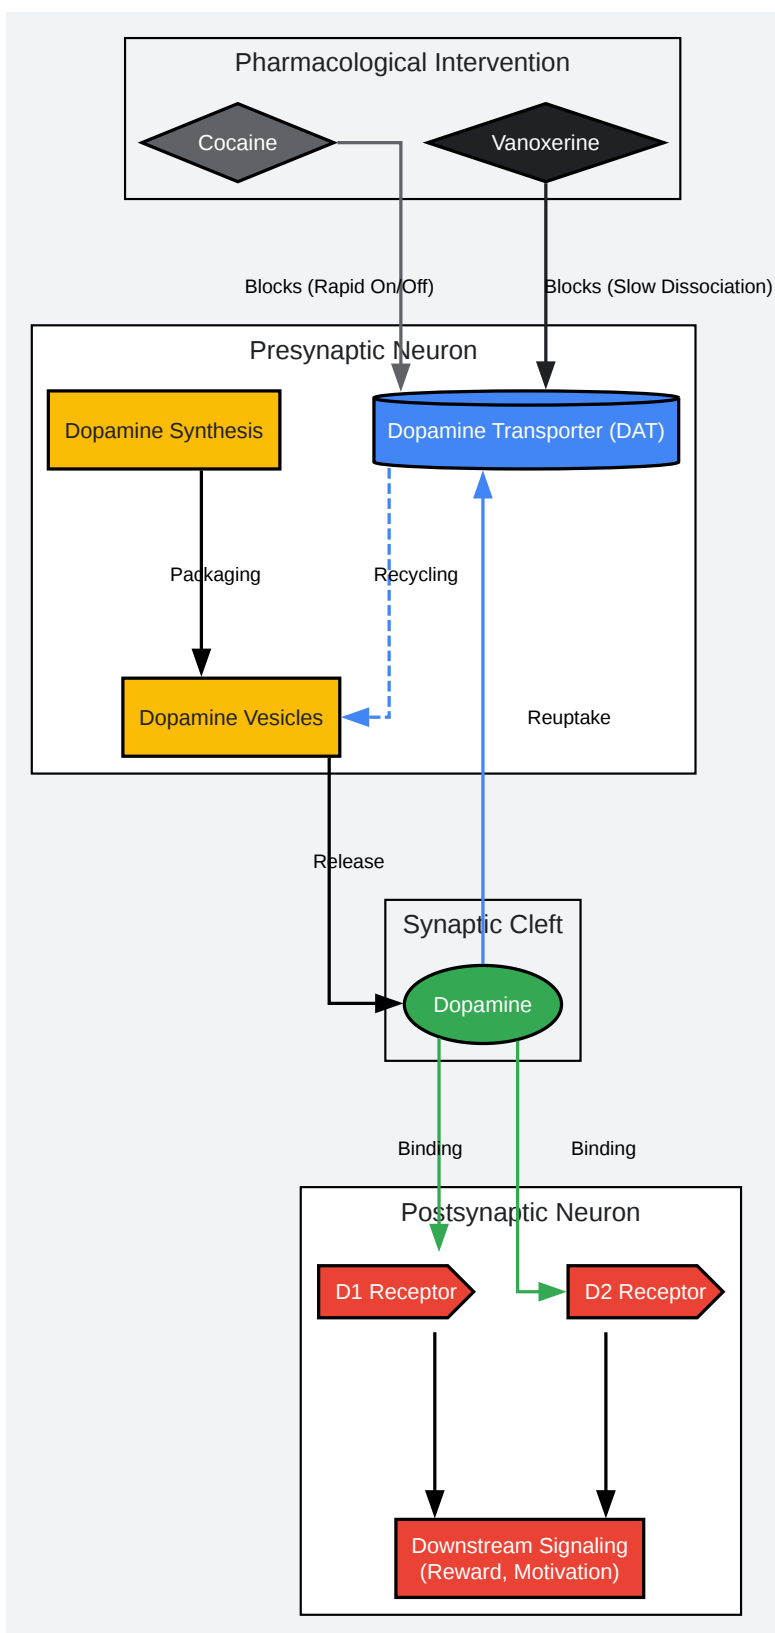 Pharmacological Intervention
Cocaine
Vanoxerine
Blocks (Rapid On/Off)
Blocks (Slow Dissociation)
Presynaptic Neuron
Dopamine Synthesis
Dopamine Transporter (DAT)
Packaging
Recycling
Dopamine Vesicles
Reuptake
Release
Synaptic Cleft
Dopamine
Binding
Binding
Postsynaptic Neuron
D1 Receptor
D2 Receptor
Downstream Signaling
(Reward, Motivation)